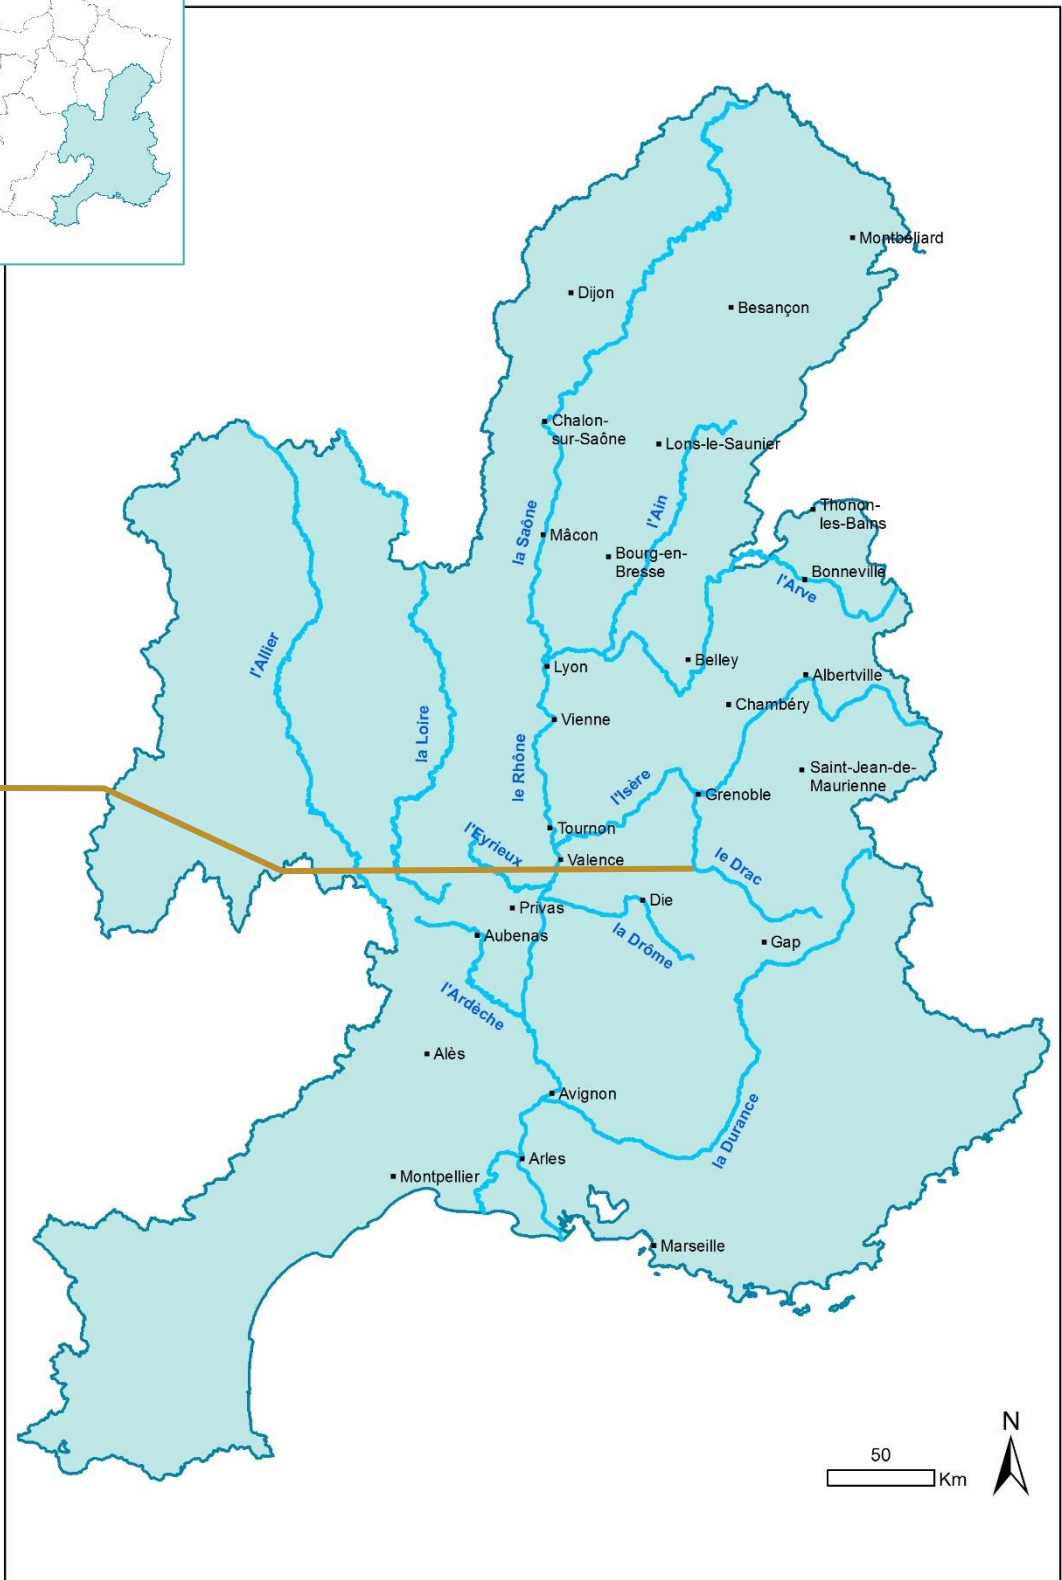 Montbéliard
Dijon
Besançon
Chalon-
sur-Saône
Lons-le-Saunier
l'Ain
Thonon-
les-Bains
la Saône
Mâcon
Bourg-en-
Bresse
Bonneville
l'Arve
l'Allier
Lyon
Belley
Albertville
Chambéry
la Loire
Vienne
le Rhône
Saint-Jean-de-
Maurienne
l'Isère
Grenoble
Tournon
l'Eyrieux
Valence
le Drac
Die
Privas
Aubenas
la Drôme
Gap
l'Ardèche
Alès
Avignon
la Durance
Arles
Montpellier
Marseille
N
50
Km